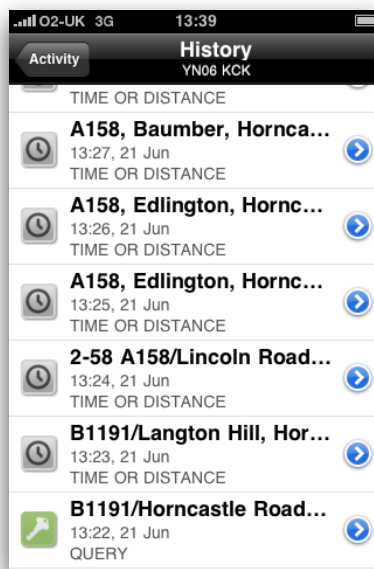 O2-UK 3G 13:39
Activity
History
YN06 KCK
TIME OR DISTANCE
A158, Baumber, Hornca...
13:27, 21 Jun
TIME OR DISTANCE
A158, Edlington, Hornc...
13:26, 21 Jun
TIME OR DISTANCE
A158, Edlington, Hornc...
13:25, 21 Jun
TIME OR DISTANCE
2-58 A158/Lincoln Road...
13:24, 21 Jun
TIME OR DISTANCE
B1191/Langton Hill, Hor...
13:23, 21 Jun
TIME OR DISTANCE
B1191/Horncastle Road...
13:22, 21 Jun
QUERY